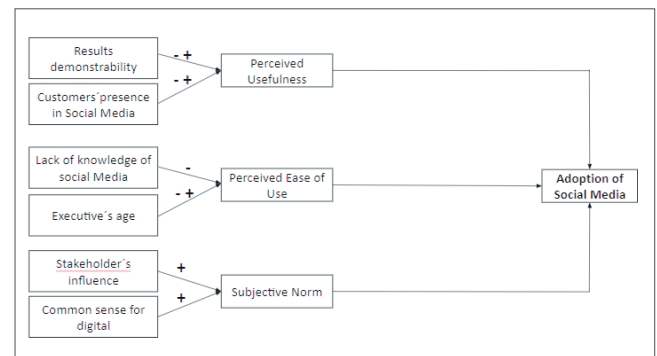 Results
demonstrability
- +
Perceived
Usefulness
- +
Customers´presence
in Social Media
Lack of knowledge of
social Media
-
Perceived Ease of
Use
- +
Executive´s age
Adoption of
Social Media
Stakeholder´s
influence
+
Subjective Norm
+
Common sense for
digital